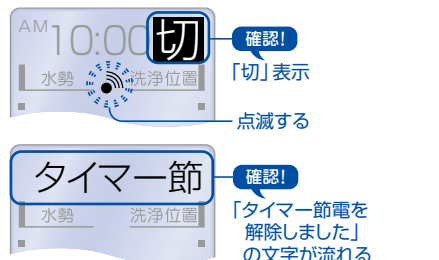 AM 10:00 切
確認!
「切」表示
水勢 洗浄位置
点滅する
タイマー節
確認!
水勢 洗浄位置
「タイマー節電を
解除しました」
の文字が流れる